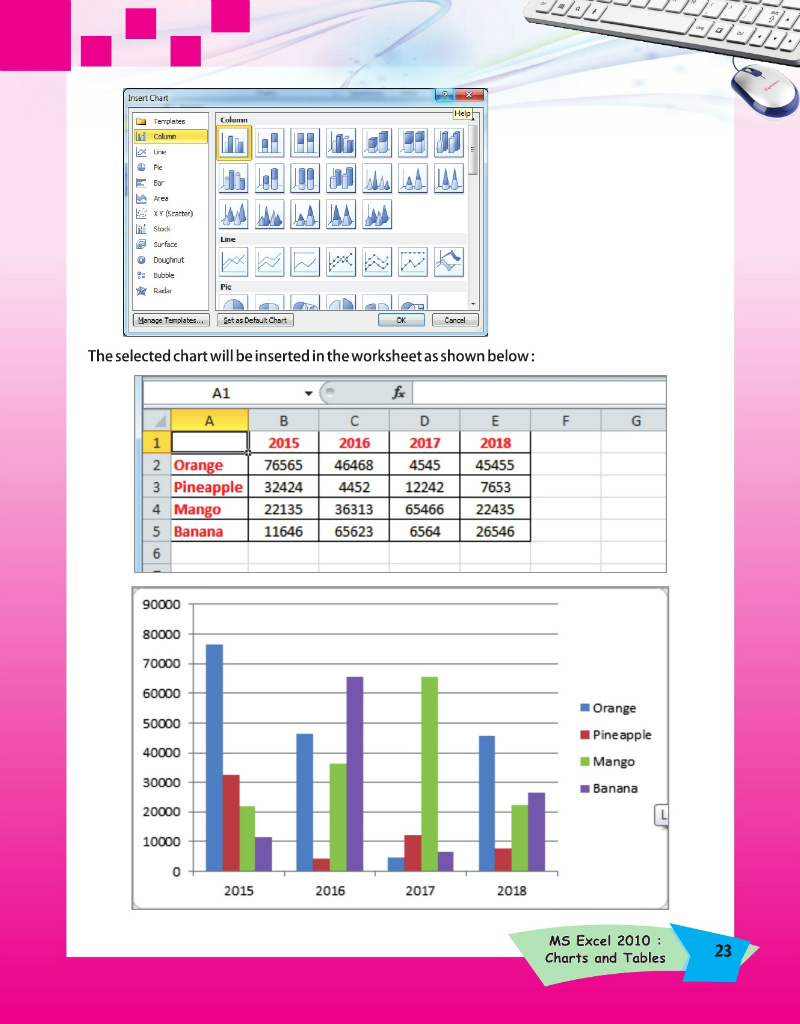 Insert Chart
Help
Templates
Column
Line
Pie
Bar
Area
X Y (Scatter)
Stock
Surface
Doughnut
Bubble
Radar
Column
Line
Pie
Manage Templates...
Set as Default Chart
OK
Cancel
The selected chart will be inserted in the worksheet as shown below :
A1 fx
A B C D E F G
1 2015 2016 2017 2018
2 Orange 76565 46468 4545 45455
3 Pineapple 32424 4452 12242 7653
4 Mango 22135 36313 65466 22435
5 Banana 11646 65623 6564 26546
6
90000
80000
70000
60000
50000
40000
30000
20000
10000
0
2015 2016 2017 2018
Orange
Pineapple
Mango
Banana
L
MS Excel 2010 :
Charts and Tables
23